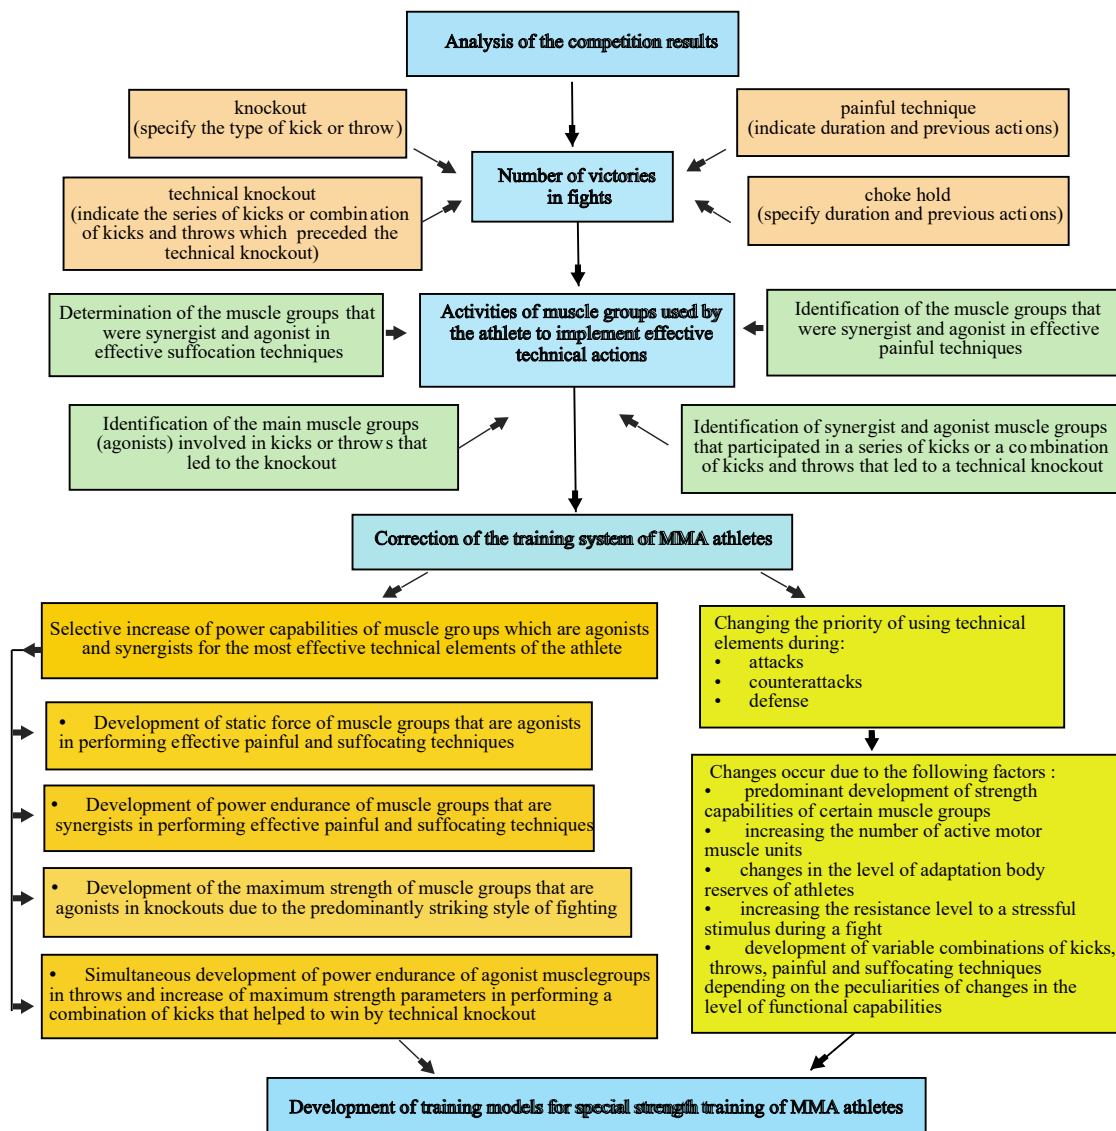 Analysis of the competition results
knockout
(specify the type of kick or throw)
painful technique
(indicate duration and previous actions)
Number of victories
in fights
technical knockout
(indicate the series of kicks or combination
of kicks and throws which preceded the
technical knockout)
choke hold
(specify duration and previous actions)
Determination of the muscle groups that
were synergist and agonist in
effective suffocation techniques
Activities of muscle groups used by
the athlete to implement effective
technical actions
Identification of the muscle groups that
were synergist and agonist in effective
painful techniques
Identification of the main muscle groups
(agonists) involved in kicks or throws that
led to the knockout
Identification of synergist and agonist muscle groups
that participated in a series of kicks or a combination
of kicks and throws that led to a technical knockout
Correction of the training system of MMA athletes
Selective increase of power capabilities of muscle groups which are agonists
and synergists for the most effective technical elements of the athlete
• Development of static force of muscle groups that are agonists
in performing effective painful and suffocating techniques
• Development of power endurance of muscle groups that are
synergists in performing effective painful and suffocating techniques
• Development of the maximum strength of muscle groups that are
agonists in knockouts due to the predominantly striking style of fighting
• Simultaneous development of power endurance of agonist musclegroups
in throws and increase of maximum strength parameters in performing a
combination of kicks that helped to win by technical knockout
Changing the priority of using technical
elements during:
• attacks
• counterattacks
• defense
Changes occur due to the following factors :
• predominant development of strength
capabilities of certain muscle groups
• increasing the number of active motor
muscle units
• changes in the level of adaptation body
reserves of athletes
• increasing the resistance level to a stressful
stimulus during a fight
• development of variable combinations of kicks,
throws, painful and suffocating techniques
depending on the peculiarities of changes in the
level of functional capabilities
Development of training models for special strength training of MMA athletes